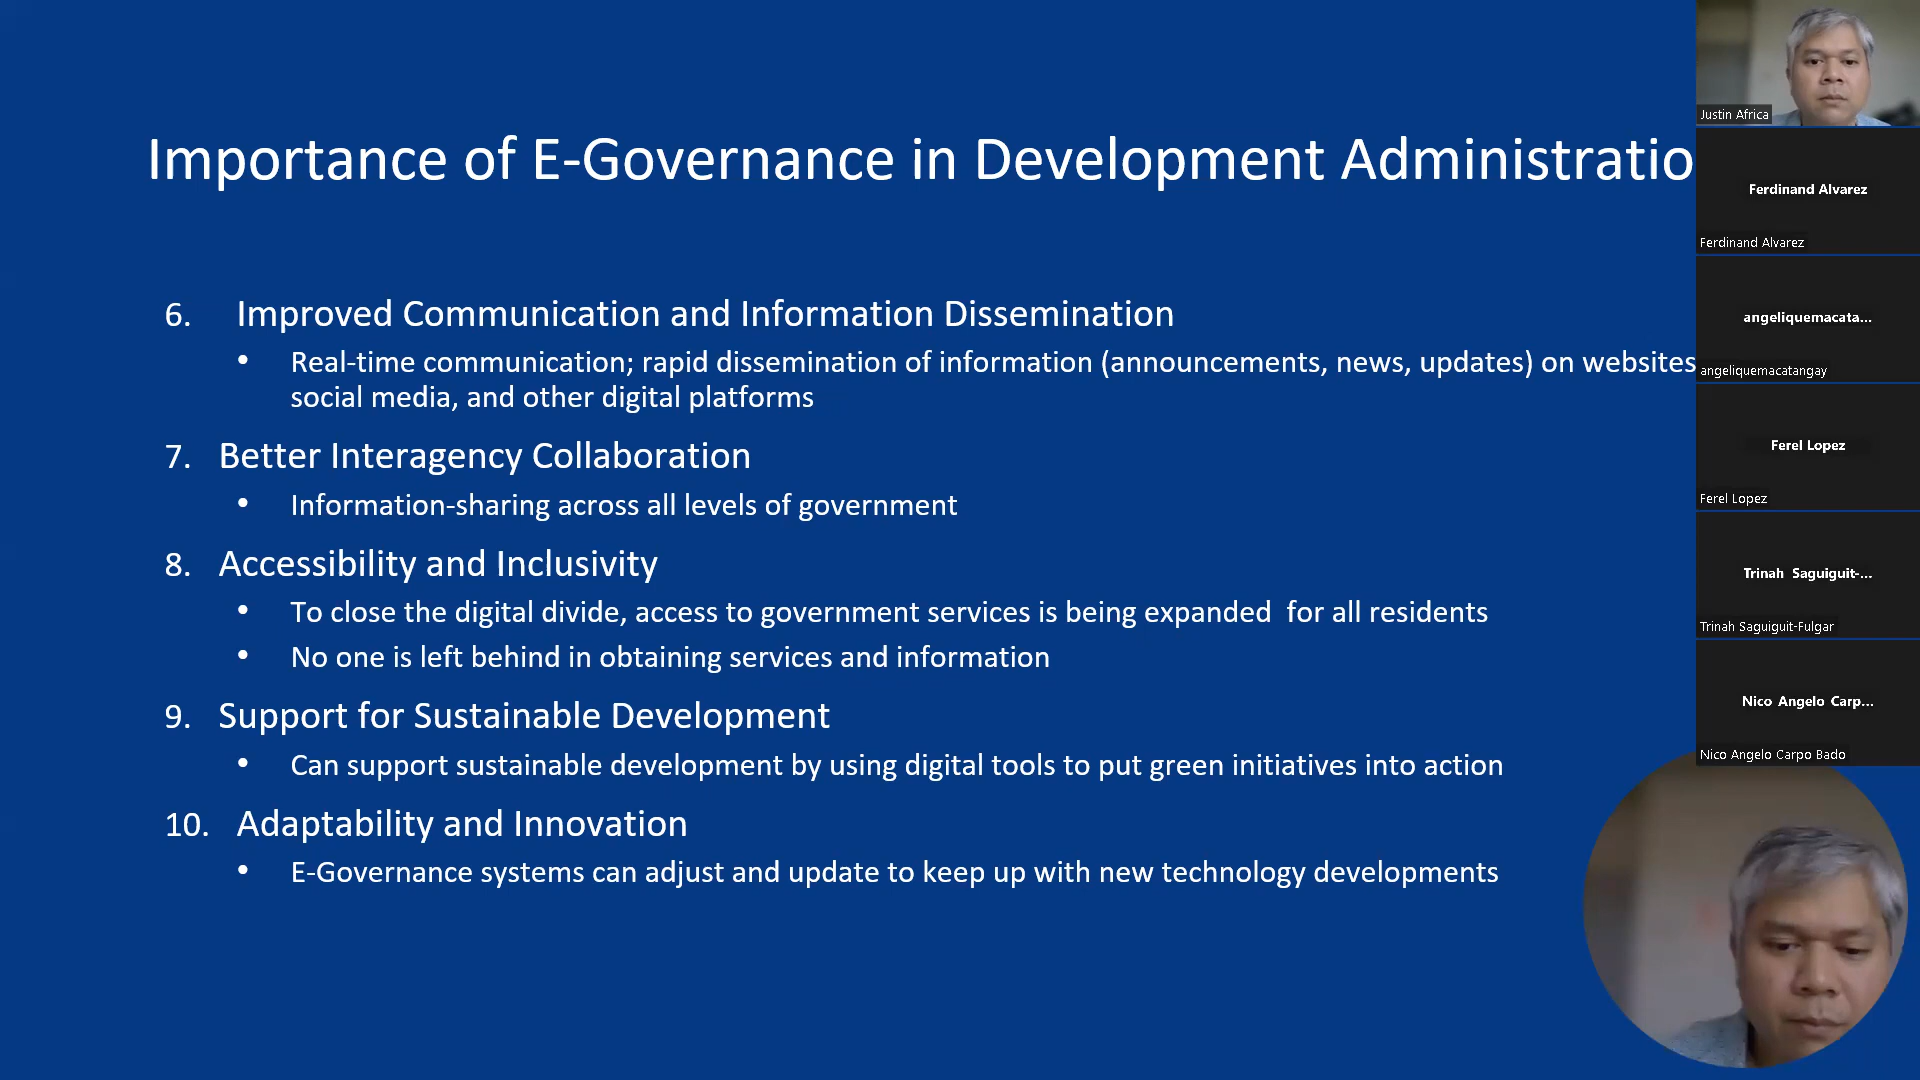 Importance of E-Governance in Development Administratio
6. Improved Communication and Information Dissemination
• Real-time communication; rapid dissemination of information (announcements, news, updates) on websites
social media, and other digital platforms
7. Better Interagency Collaboration
• Information-sharing across all levels of government
8. Accessibility and Inclusivity
• To close the digital divide, access to government services is being expanded  for all residents
• No one is left behind in obtaining services and information
9. Support for Sustainable Development
• Can support sustainable development by using digital tools to put green initiatives into action
10. Adaptability and Innovation
• E-Governance systems can adjust and update to keep up with new technology developments
Justin Africa
Ferdinand Alvarez
Ferdinand Alvarez
angeliquemacata...
angeliquemacatangay
Ferel Lopez
Ferel Lopez
Trinah Saguiguit-...
Trinah Saguiguit-Fulgar
Nico Angelo Carp...
Nico Angelo Carpo Bado